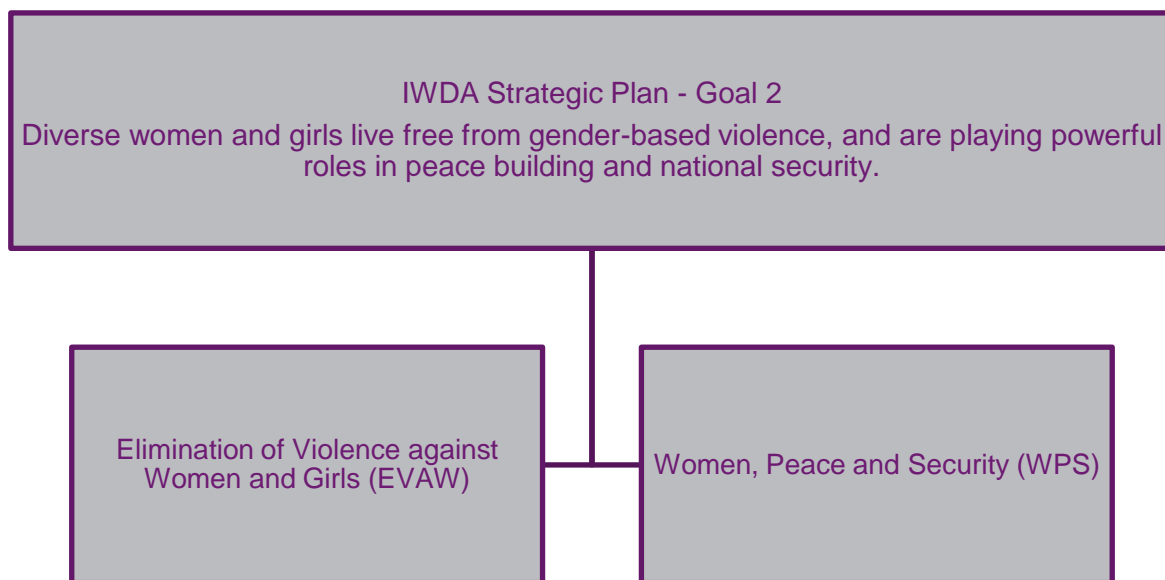 IWDA Strategic Plan - Goal 2
Diverse women and girls live free from gender-based violence, and are playing powerful
roles in peace building and national security.
Elimination of Violence against
Women and Girls (EVAW)
Women, Peace and Security (WPS)